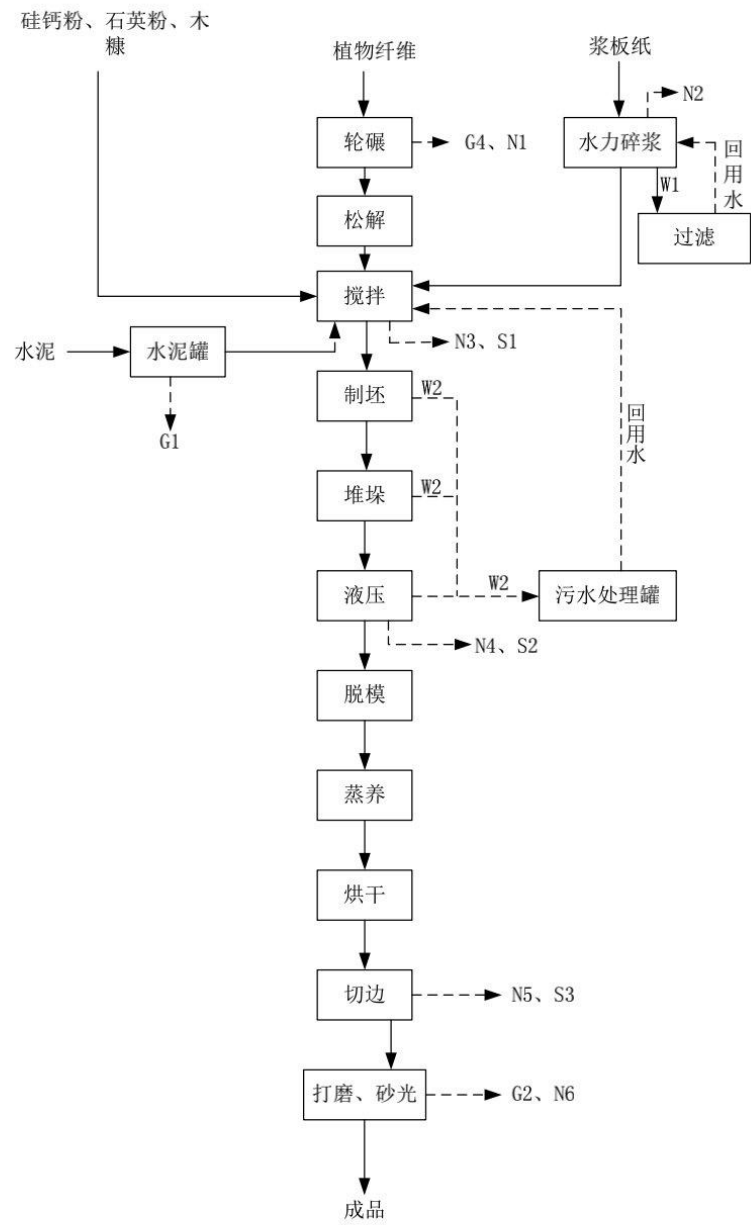 硅钙粉、石英粉、木
糠
植物纤维
浆板纸
N2
轮碾
G4、N1
水力碎浆
回用水
W1
松解
过滤
搅拌
水泥
水泥罐
N3、S1
G1
制坯
W2
回用水
堆垛
W2
液压
W2
污水处理罐
N4、S2
脱模
蒸养
烘干
切边
N5、S3
打磨、砂光
G2、N6
成品